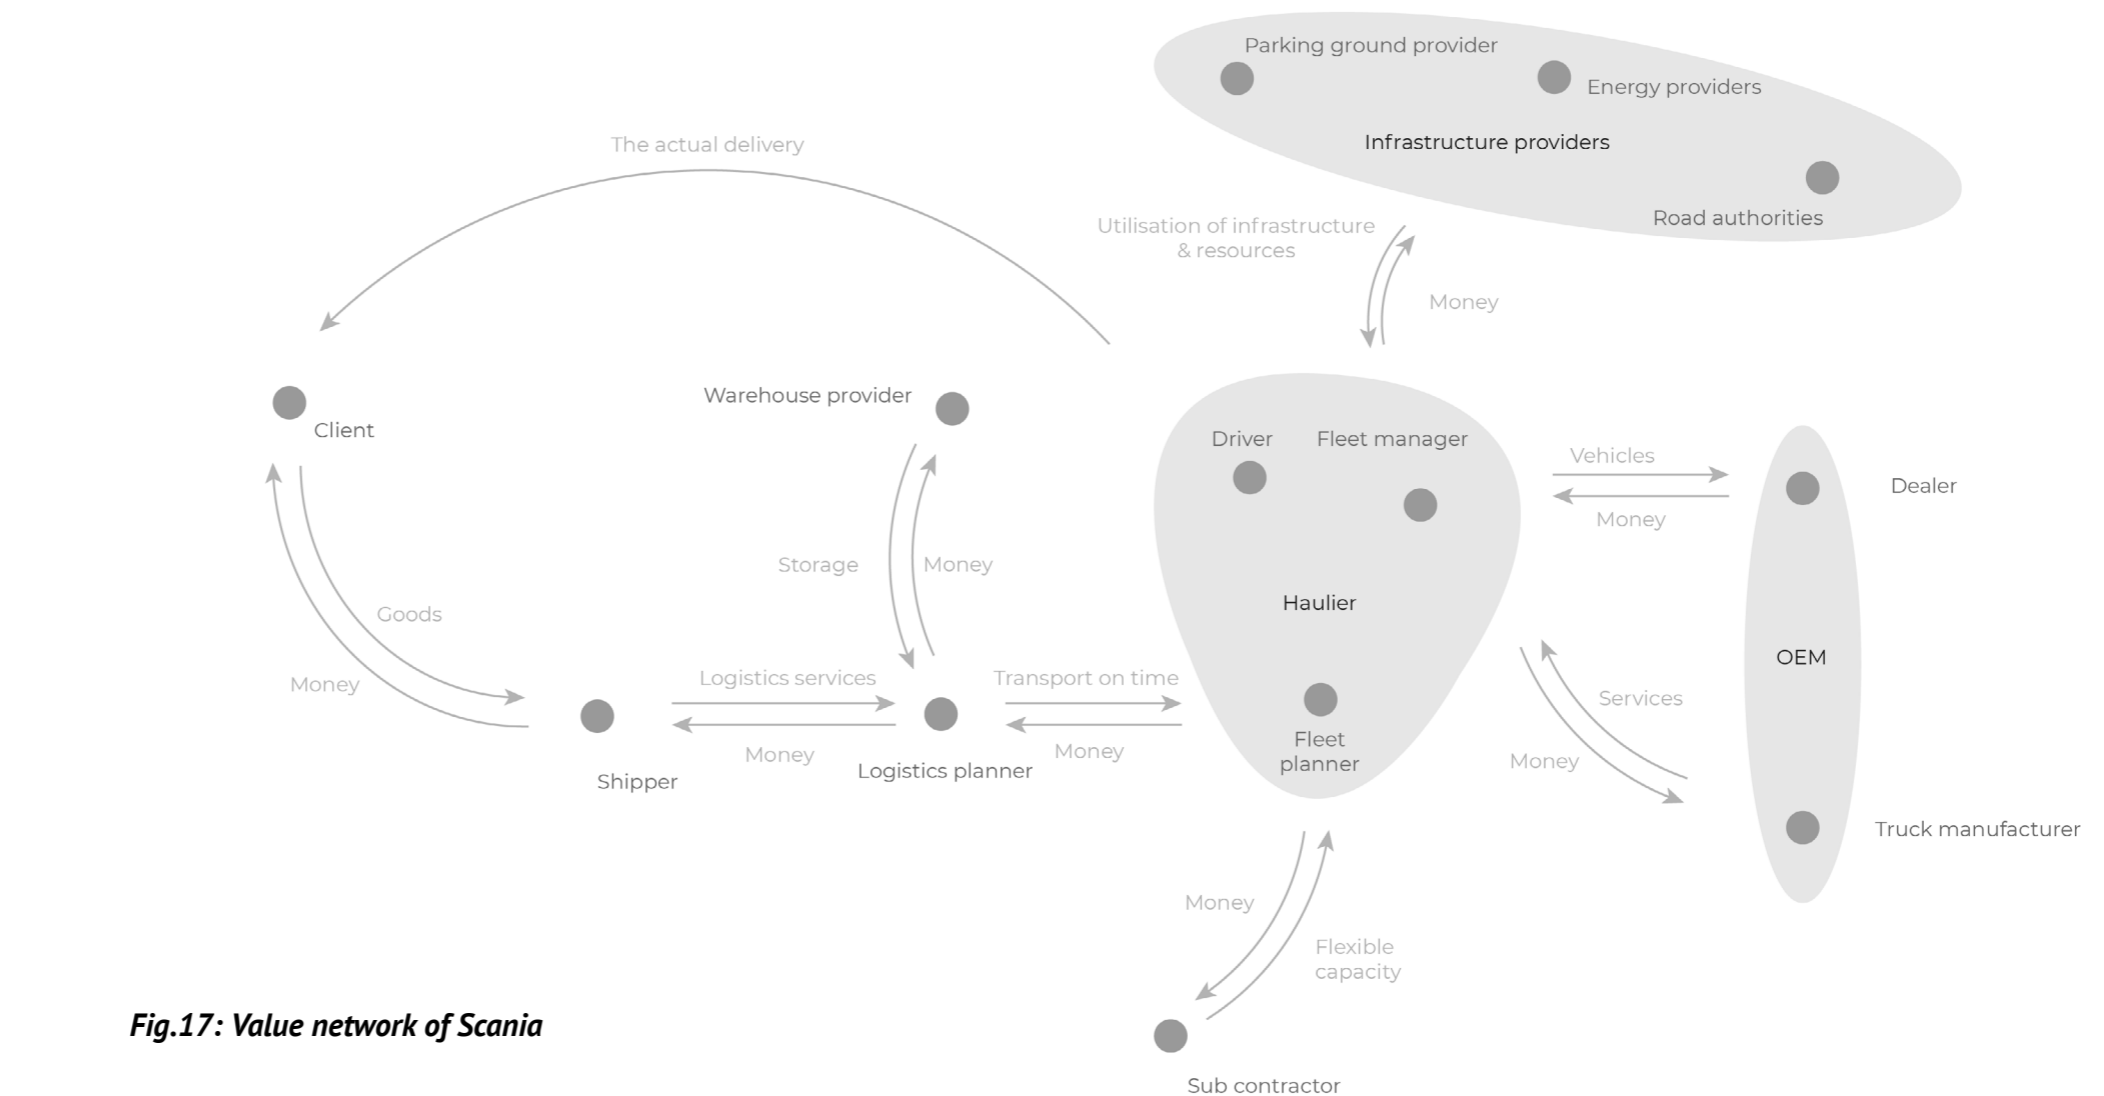 Parking ground provider
Energy providers
Infrastructure providers
Road authorities
The actual delivery
Utilisation of infrastructure
& resources
Money
Client
Warehouse provider
Driver
Fleet manager
Vehicles
Money
Dealer
Storage
Money
Haulier
Goods
Money
OEM
Logistics services
Money
Transport on time
Money
Services
Money
Shipper
Logistics planner
Fleet
planner
Truck manufacturer
Money
Flexible
capacity
Sub contractor
Fig.17: Value network of Scania